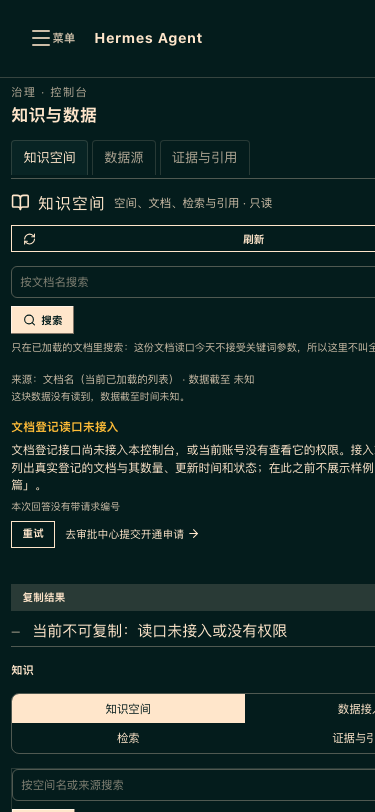 菜单
Hermes Agent
治理 · 控制台
知识与数据
知识空间
数据源
证据与引用
知识空间 空间、文档、检索与引用 · 只读
刷新
按文档名搜索
搜索
只在已加载的文档里搜索：这份文档读口今天不接受关键词参数，所以这里不叫全
来源：文档名（当前已加载的列表） · 数据截至 未知
这块数据没有读到，数据截至时间未知。
文档登记读口未接入
文档登记接口尚未接入本控制台，或当前账号没有查看它的权限。接入
列出真实登记的文档与其数量、更新时间和状态；在此之前不展示样例
篇」。
本次回答没有带请求编号
重试
去审批中心提交开通申请 →
复制结果
— 当前不可复制：读口未接入或没有权限
知识
知识空间
数据接
检索
证据与引
按空间名或来源搜索